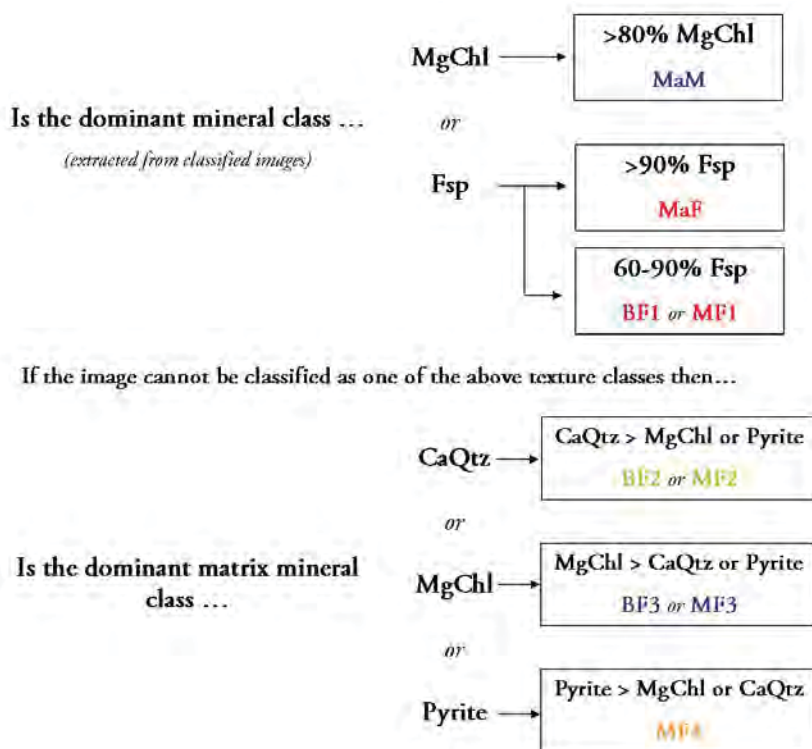 MgChl
>80% MgChl
MaM
Is the dominant mineral class ...
(extracted from classified images)
or
Fsp
>90% Fsp
MaF
60-90% Fsp
BF1 or MF1
If the image cannot be classified as one of the above texture classes then...
CaQtz
CaQtz > MgChl or Pyrite
BF2 or MF2
or
Is the dominant matrix mineral
class ...
MgChl
MgChl > CaQtz or Pyrite
BF3 or MF3
or
Pyrite
Pyrite > MgChl or CaQtz
MF4